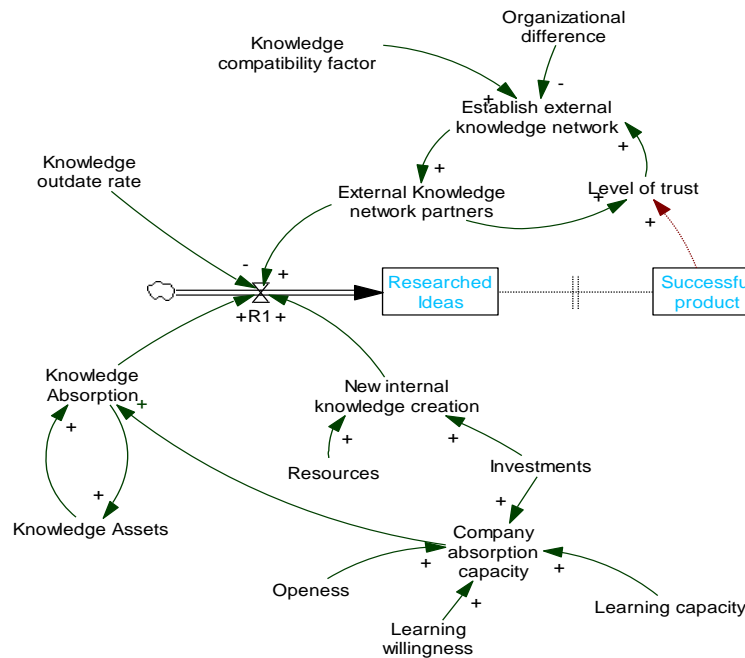 Organizational
difference
Knowledge
compatibility factor
-
+
Establish external
knowledge network
+
+
Knowledge
outdate rate
External Knowledge
network partners
+
Level of trust
+
-
+
Researched
Ideas
Successful
product
+R1+
Knowledge
Absorption
+
New internal
knowledge creation
+
+
+
Resources
Investments
+
+
Knowledge Assets
Company
absorption
capacity
+
+
Openess
+
Learning capacity
Learning
willingness